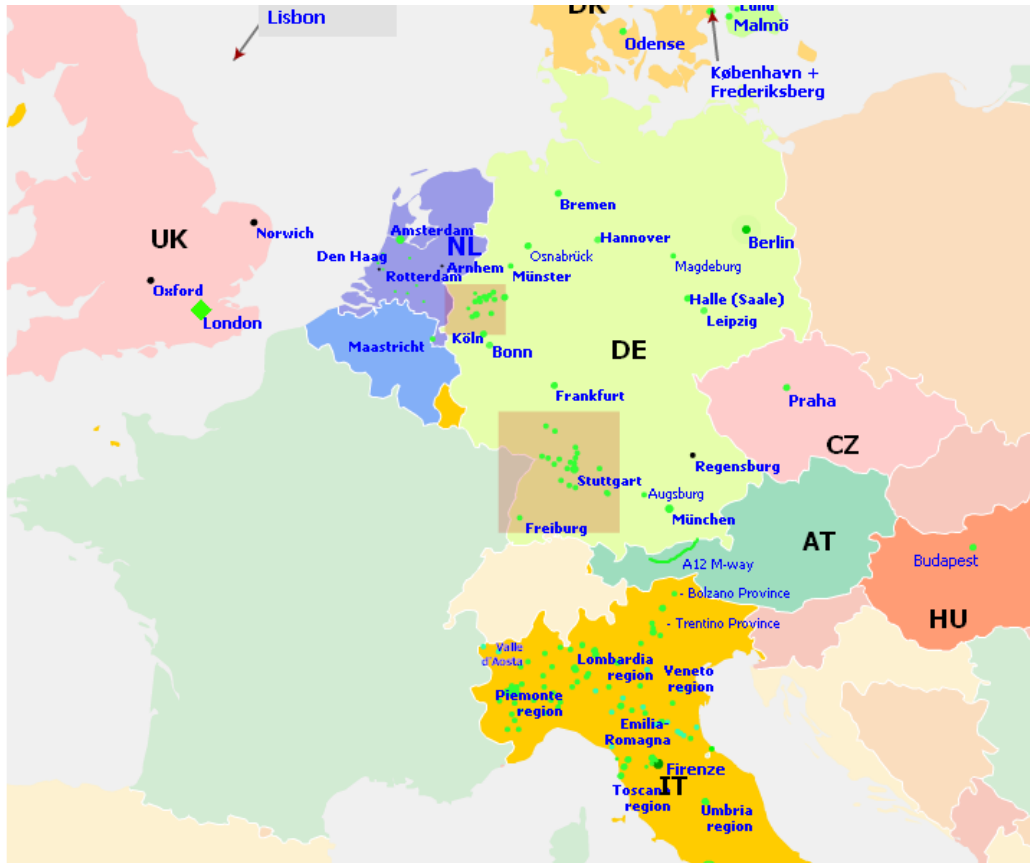 Lisbon
DK
Lund
Malmö
Odense
København +
Frederiksberg
Bremen
UK
Norwich
Amsterdam
NL
Hannover
Berlin
Den Haag
Osnabrück
Rotterdam
Arnhem
Münster
Magdeburg
Oxford
Halle (Saale)
London
Leipzig
Maastricht
Köln
Bonn
DE
Frankfurt
Praha
CZ
Regensburg
Stuttgart
Augsburg
Freiburg
München
AT
A12 M-way
Budapest
- Bolzano Province
HU
- Trentino Province
Valle
d'Aosta
Lombardia
region
Veneto
region
Piemonte
region
Emilia-
Romagna
Firenze
IT
Toscana
region
Umbria
region